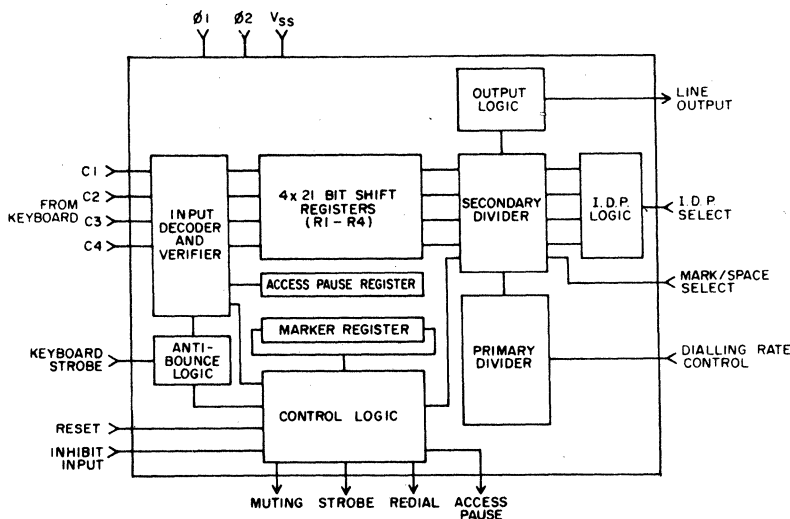 Ø1 Ø2 VSS
OUTPUT
LOGIC
LINE
OUTPUT
C1
C2
FROM
KEYBOARD
C3
C4
INPUT
DECODER
AND
VERIFIER
4 x 21 BIT SHIFT
REGISTERS
(R1 - R4)
SECONDARY
DIVIDER
I.D.P.
LOGIC
I.D.P.
SELECT
ACCESS PAUSE REGISTER
MARK/SPACE
SELECT
MARKER REGISTER
KEYBOARD
STROBE
ANTI-
BOUNCE
LOGIC
PRIMARY
DIVIDER
DIALLING RATE
CONTROL
CONTROL LOGIC
RESET
INHIBIT
INPUT
MUTING STROBE REDIAL ACCESS
PAUSE